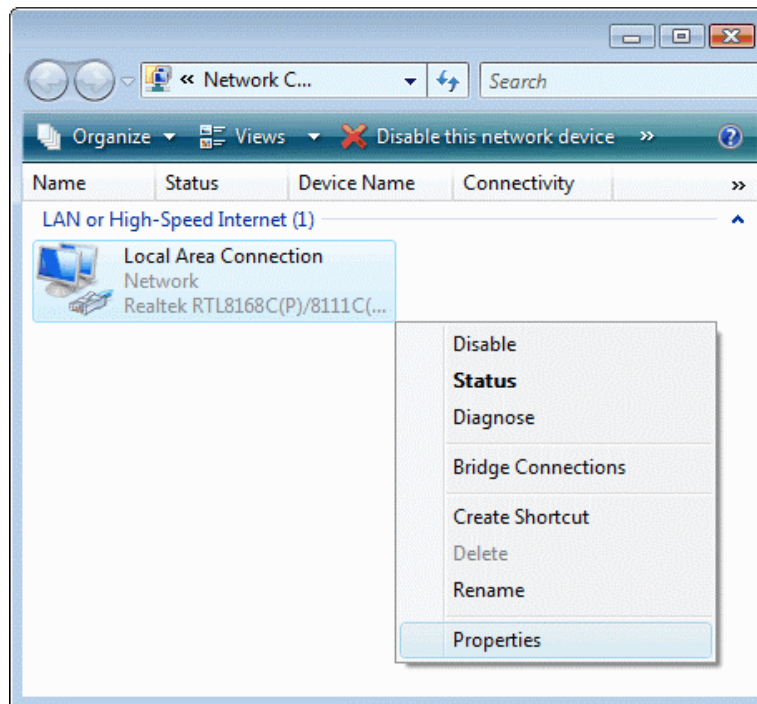 « Network C...
Search
Organize Views Disable this network device »
Name Status Device Name Connectivity »
LAN or High-Speed Internet (1)
Local Area Connection
Network
Realtek RTL8168C(P)/8111C(...
Disable
Status
Diagnose
Bridge Connections
Create Shortcut
Delete
Rename
Properties